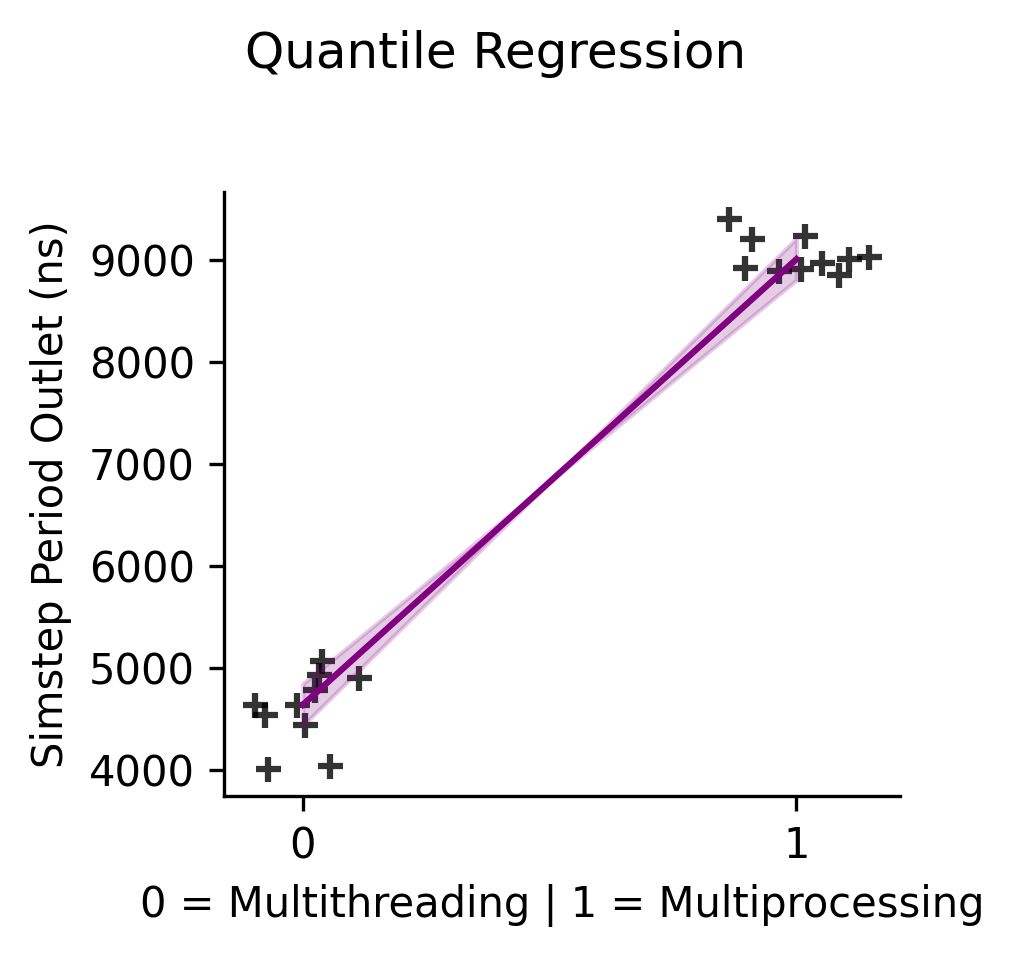 Quantile Regression
Simstep Period Outlet (ns)
9000
8000
7000
6000
5000
4000
0
1
0 = Multithreading | 1 = Multiprocessing